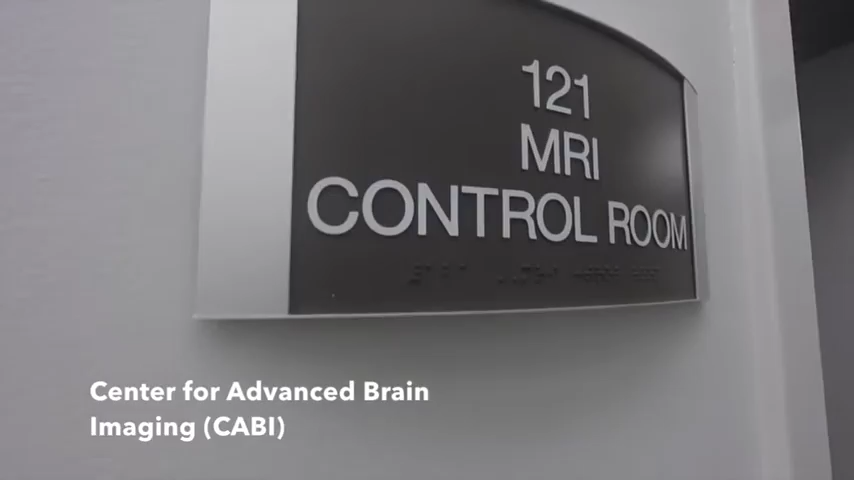 121
MRI
CONTROL ROOM
Center for Advanced Brain
Imaging (CABI)